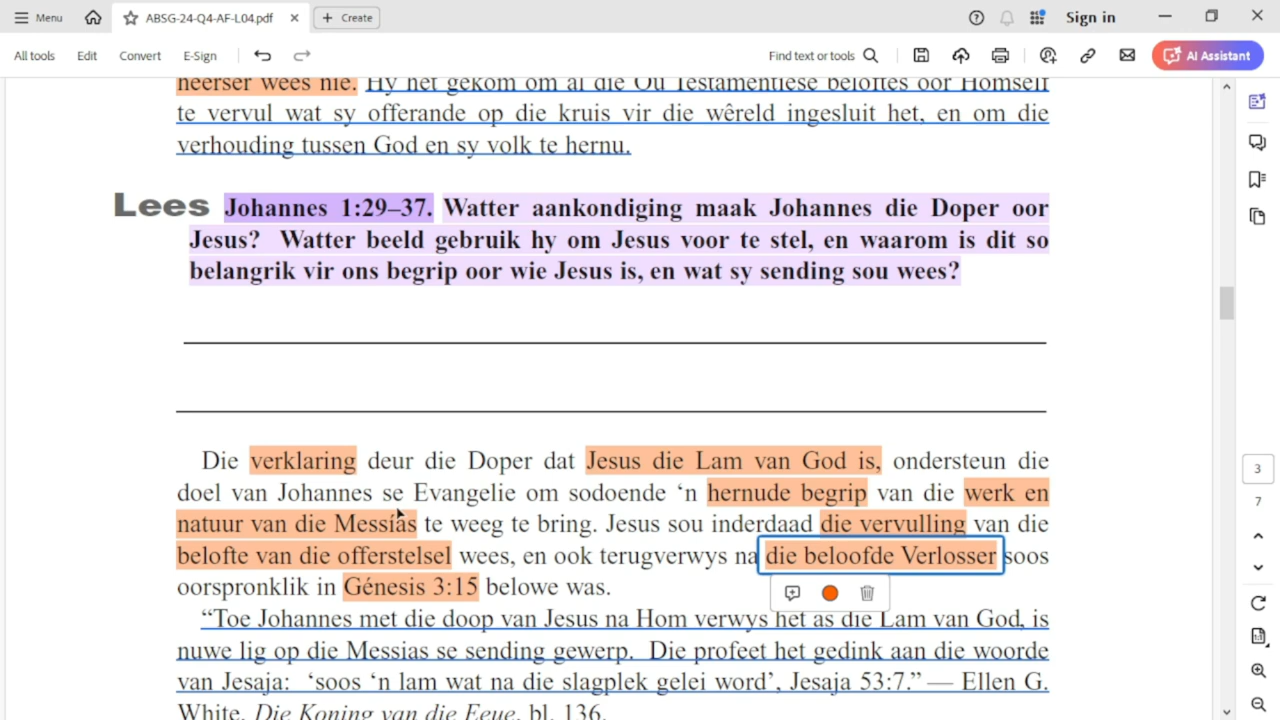 Menu ABSG-24-Q4-AF-L04.pdf Create Sign in
All tools Edit Convert E-Sign Find text or tools AI Assistant
heerser wees nie. Hy het gekom om al die Ou Testamentiese beloftes oor Homself
te vervul wat sy offerande op die kruis vir die wêreld ingesluit het, en om die
verhouding tussen God en sy volk te hernu.
Lees Johannes 1:29–37. Watter aankondiging maak Johannes die Doper oor
Jesus? Watter beeld gebruik hy om Jesus voor te stel, en waarom is dit so
belangrik vir ons begrip oor wie Jesus is, en wat sy sending sou wees?
Die verklaring deur die Doper dat Jesus die Lam van God is, ondersteun die
doel van Johannes se Evangelie om sodoende ‘n hernude begrip van die werk en
natuur van die Messías te weeg te bring. Jesus sou inderdaad die vervulling van die
belofte van die offerstelsel wees, en ook terugverwys na die beloofde Verlosser soos
oorspronklik in Génesis 3:15 belowe was.
“Toe Johannes met die doop van Jesus na Hom verwys het as die Lam van God, is
nuwe lig op die Messias se sending gewerp. Die profeet het gedink aan die woorde
van Jesaja: ‘soos ‘n lam wat na die slagplek gelei word’, Jesaja 53:7.” — Ellen G.
White, Die Koning van die Eeue, bl. 136.
3
7